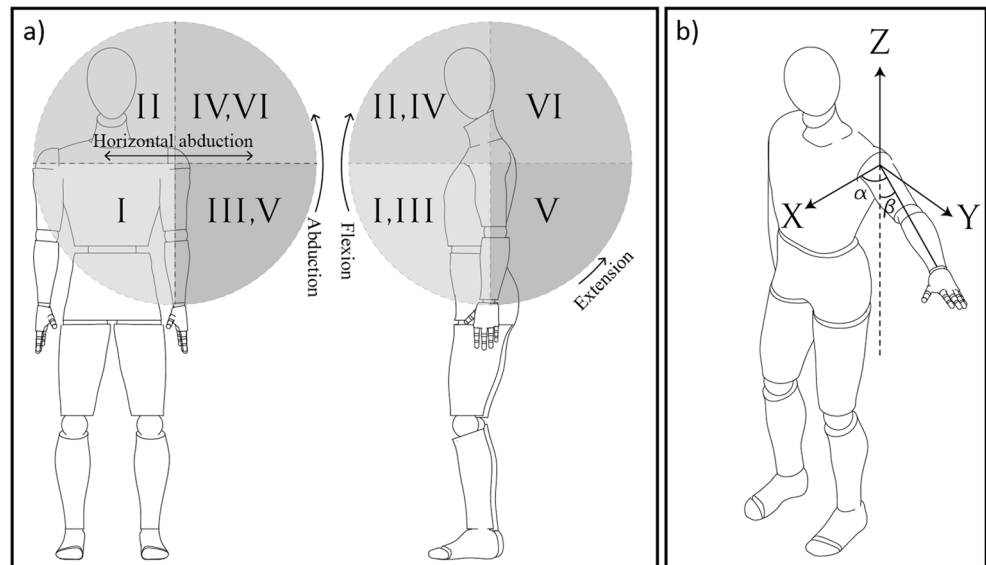 a)
II
IV,VI
Horizontal abduction
I
III,V
Abduction
Flexion
II,IV
VI
I,III
V
Extension
b)
Z
X
α
β
Y